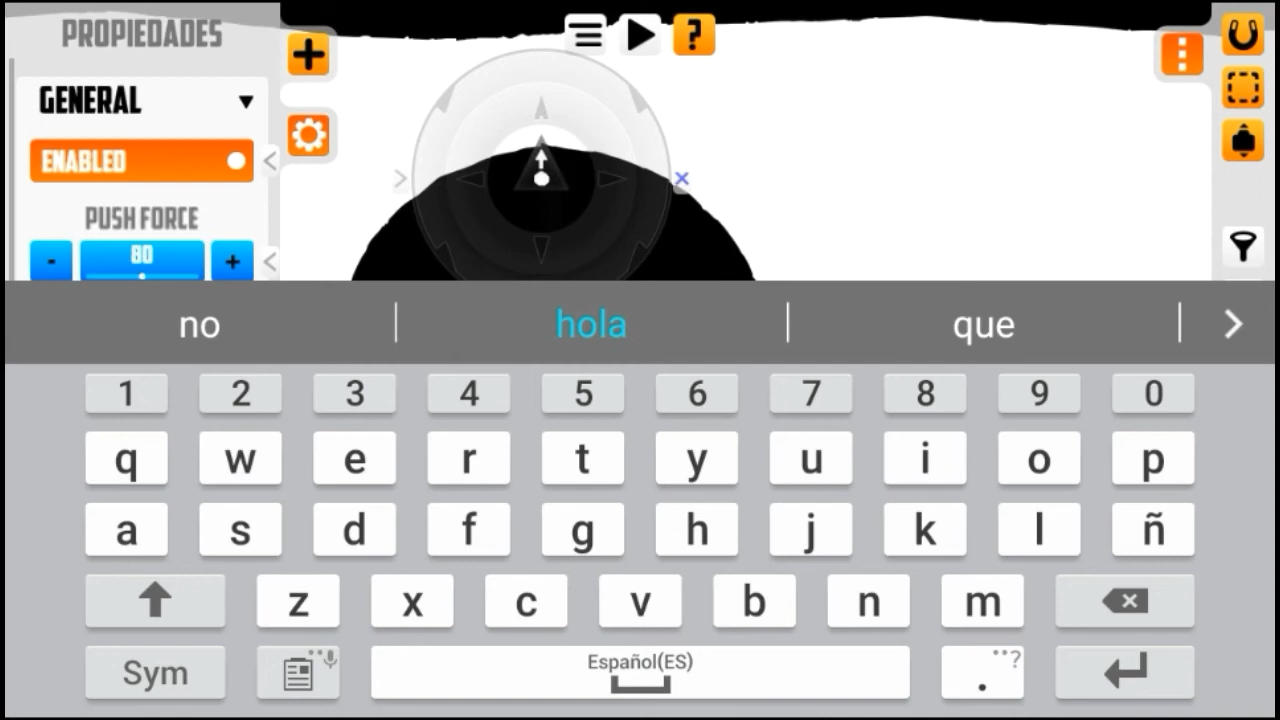 PROPIEDADES
?
GENERAL
ENABLED
PUSH FORCE
- 80 +
no hola que
1 2 3 4 5 6 7 8 9 0
q w e r t y u i o p
a s d f g h j k l ñ
z x c v b n m
Sym Español(ES) . ?